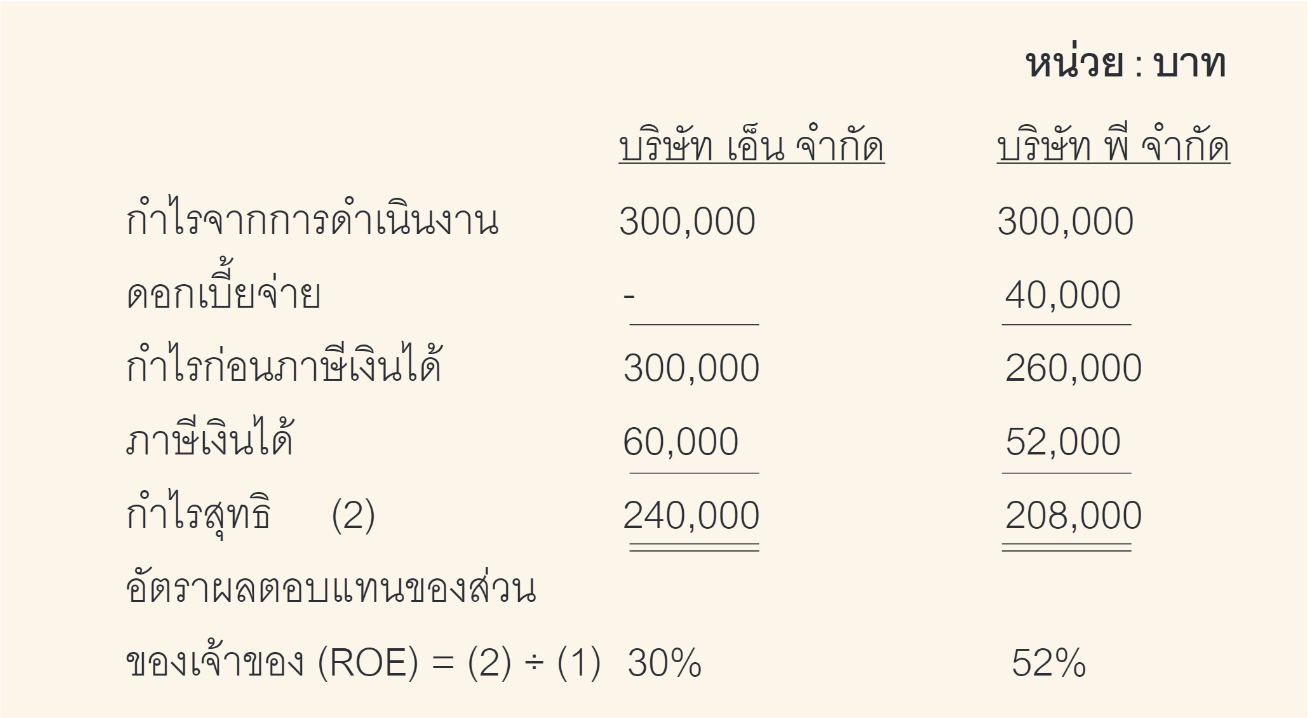 หน่วย : บาท
บริษัท เอ็น จำกัด บริษัท พี จำกัด
กำไรจากการดำเนินงาน 300,000 300,000
ดอกเบี้ยจ่าย - 40,000
กำไรก่อนภาษีเงินได้ 300,000 260,000
ภาษีเงินได้ 60,000 52,000
กำไรสุทธิ (2) 240,000 208,000
อัตราผลตอบแทนของส่วน
ของเจ้าของ (ROE) = (2) ÷ (1) 30% 52%